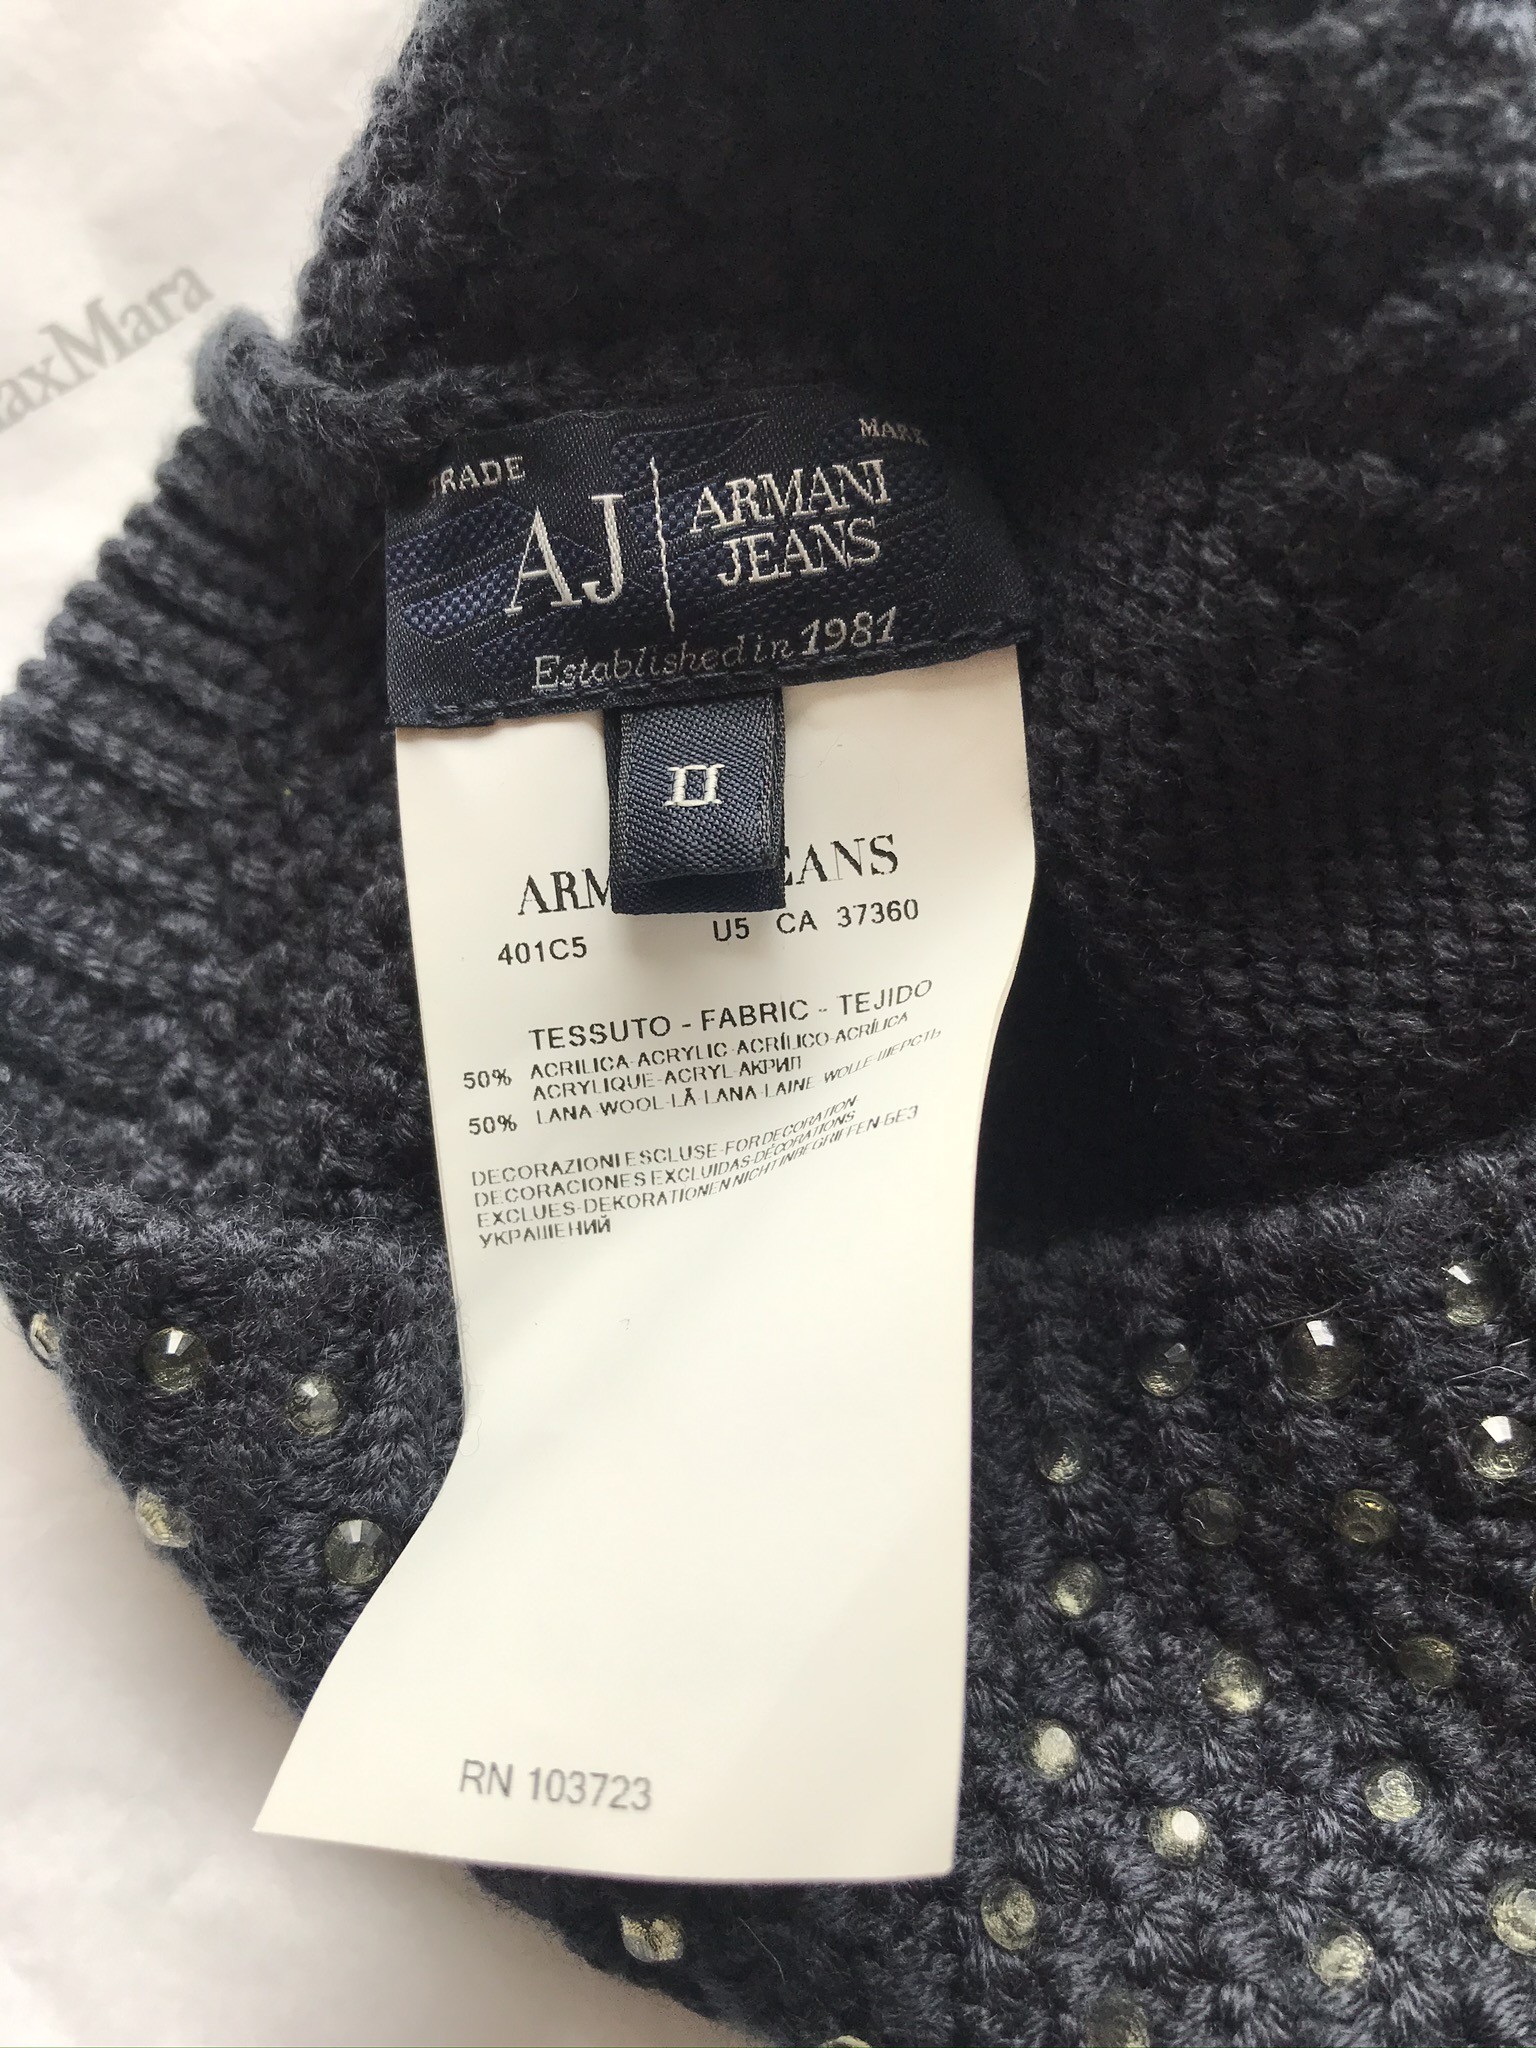 axMara
TRADE MARK
AJ ARMANI
JEANS
Established in 1981
II
ARM EANS
401C5 U5 CA 37360
TESSUTO - FABRIC - TEJIDO
50% ACRILICA-ACRYLIC-ACRÍLICO-ACRÍLICA
ACRYLIQUE-ACRYL-АКРИЛ
50% LANA-WOOL-LÃ-LANA-LAINE-WOLLE-ШЕРСТЬ
DECORAZIONI ESCLUSE-FOR DECORATION-
DECORACIONES EXCLUIDAS-DÉCORATIONS
EXCLUES-DEKORATIONEN NICHT INBEGRIFFEN-БЕЗ
УКРАШЕНИЙ
RN 103723